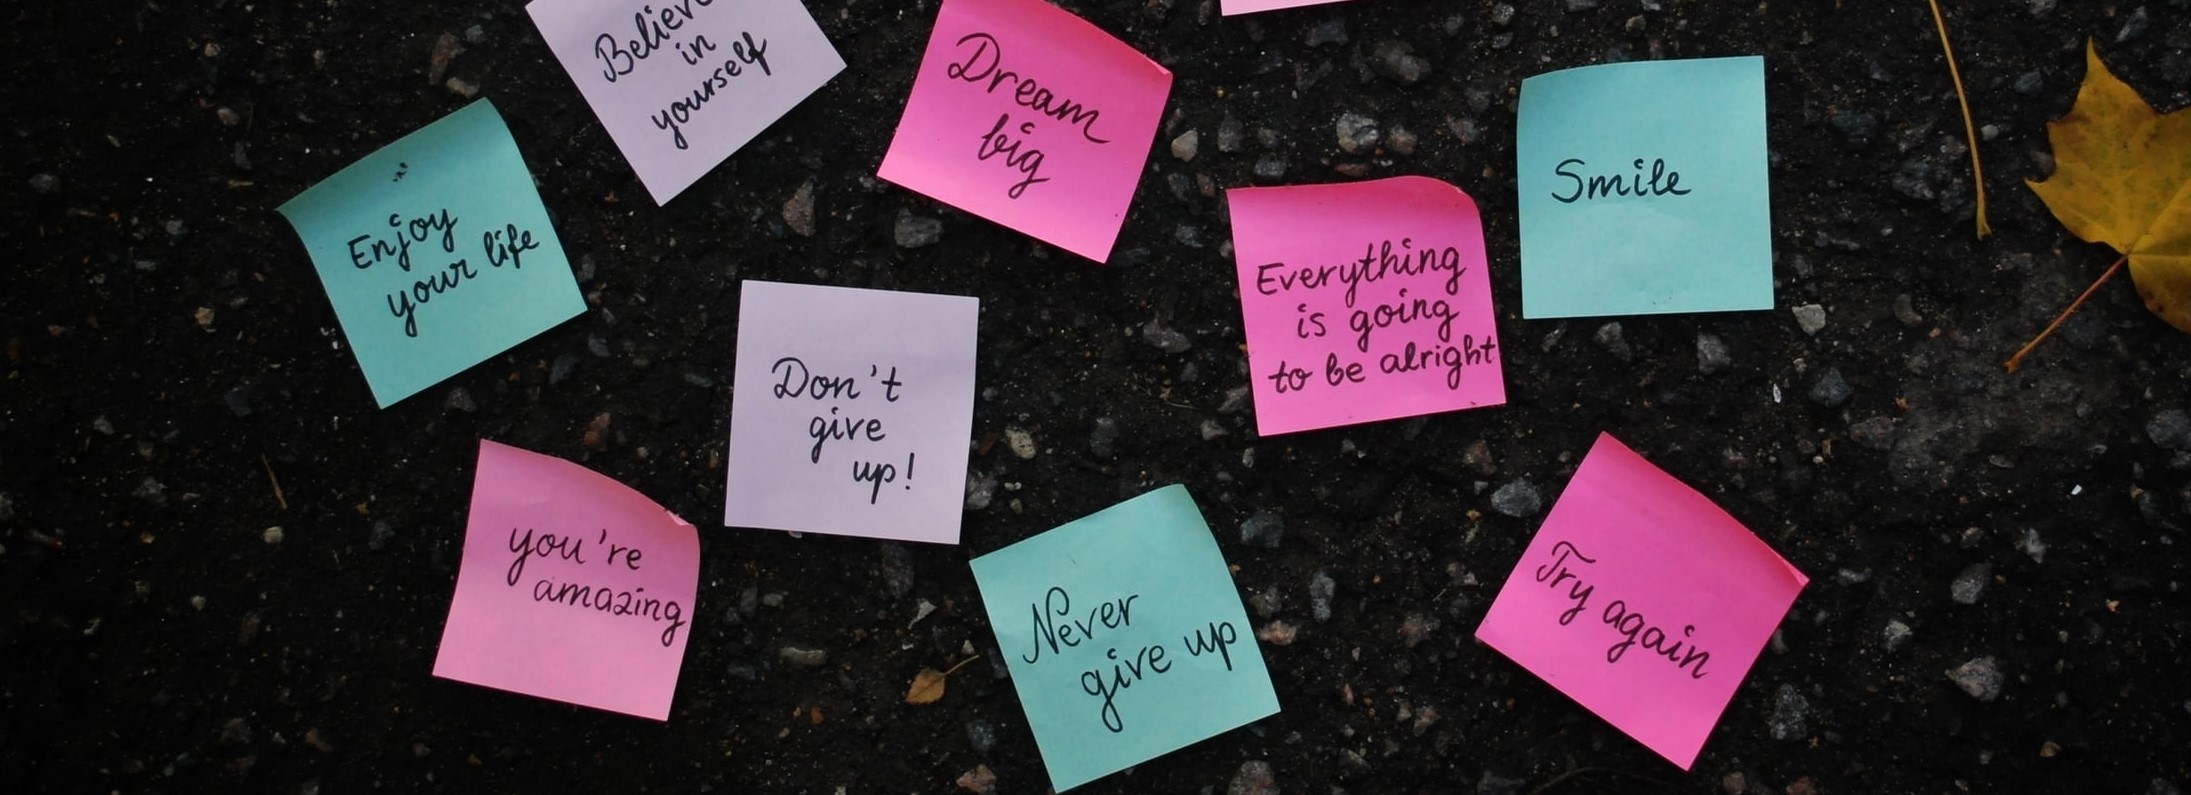 Believe
in
yourself
Dream
big
Smile
Enjoy
your life
Everything
is going
to be alright
Don't
give
up!
you're
amazing
Never
give up
Try again